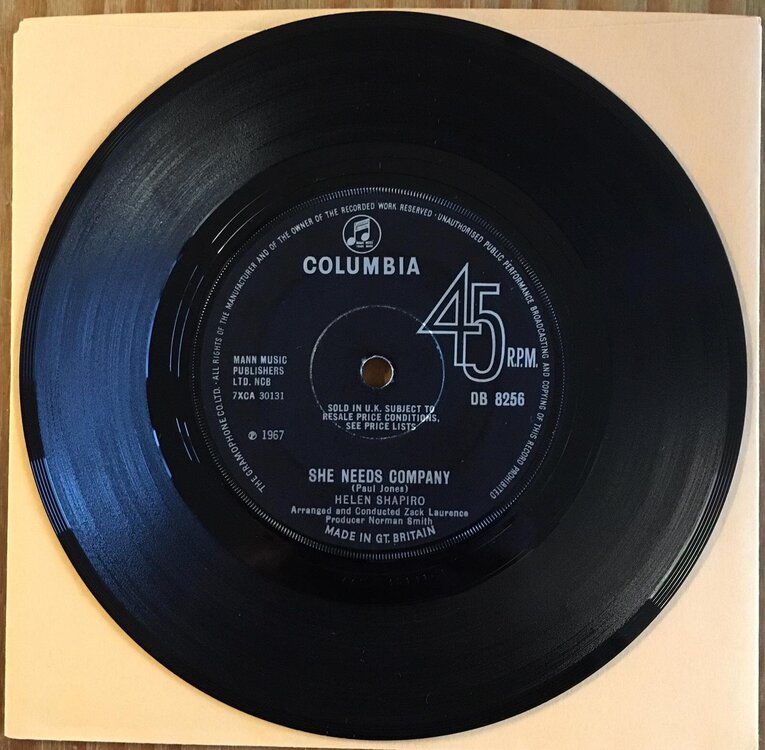 THE GRAMOPHONE CO. LTD. · ALL RIGHTS OF THE MANUFACTURER AND OF THE OWNER OF THE RECORDED WORK RESERVED · UNAUTHORISED PUBLIC PERFORMANCE BROADCASTING AND COPYING OF THIS RECORD PROHIBITED
COLUMBIA
45 R.P.M.
MANN MUSIC
PUBLISHERS
LTD. NCB
7XCA 30131
DB 8256
SOLD IN U.K. SUBJECT TO
RESALE PRICE CONDITIONS,
SEE PRICE LISTS
℗ 1967
SHE NEEDS COMPANY
(Paul Jones)
HELEN SHAPIRO
Arranged and Conducted Zack Laurence
Producer Norman Smith
MADE IN GT. BRITAIN